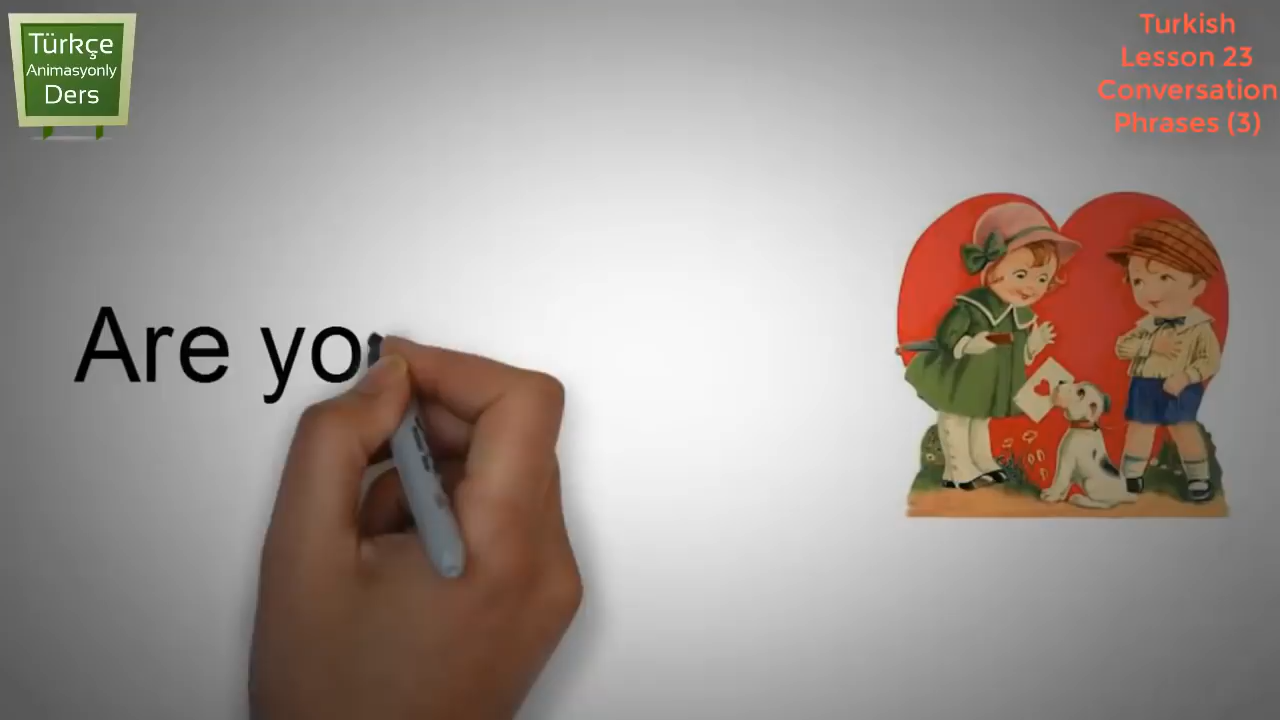 Türkçe
Animasyonly
Ders
Turkish
Lesson 23
Conversation
Phrases (3)
Are yo